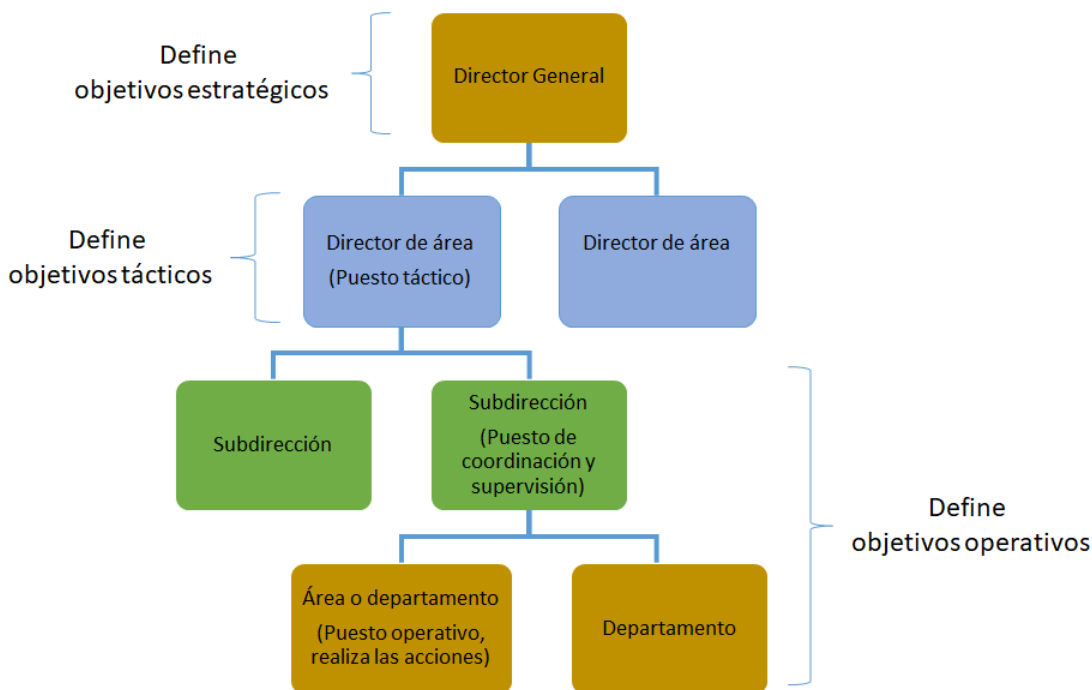 Define
objetivos estratégicos
Director General
Define
objetivos tácticos
Director de área
(Puesto táctico)
Director de área
Subdirección
Subdirección
(Puesto de
coordinación y
supervisión)
Define
objetivos operativos
Área o departamento
(Puesto operativo,
realiza las acciones)
Departamento